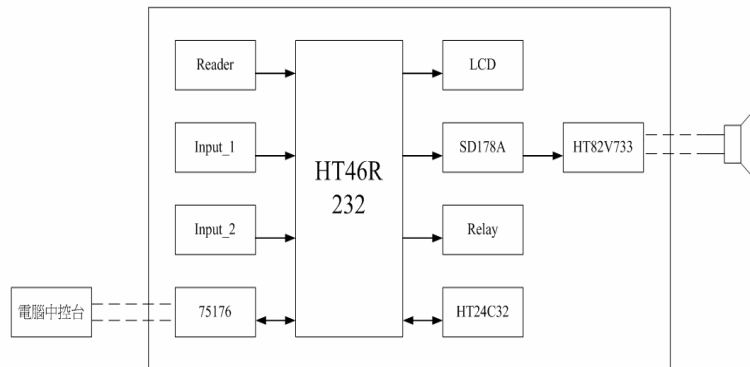 Reader
LCD
Input_1
SD178A
HT82V733
HT46R
232
Input_2
Relay
電腦中控台
75176
HT24C32